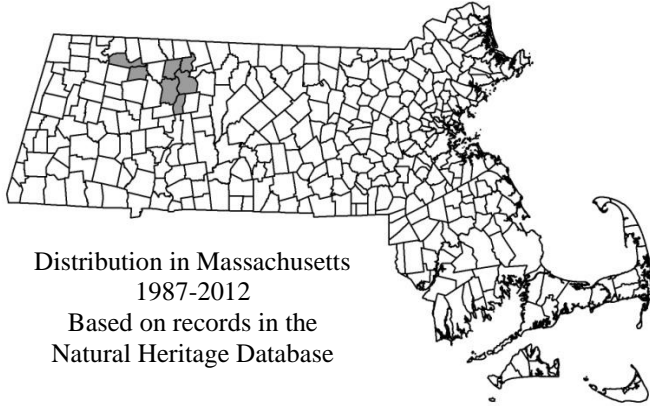 Distribution in Massachusetts
1987-2012
Based on records in the
Natural Heritage Database